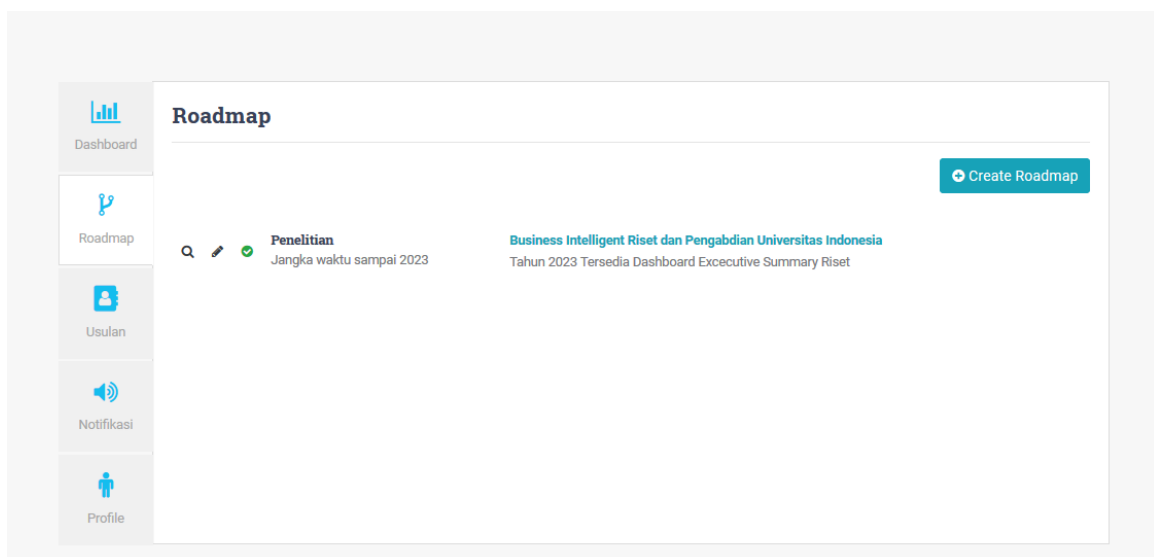 Dashboard
Roadmap
Usulan
Notifikasi
Profile
Roadmap
Create Roadmap
Penelitian
Jangka waktu sampai 2023
Business Intelligent Riset dan Pengabdian Universitas Indonesia
Tahun 2023 Tersedia Dashboard Excecutive Summary Riset